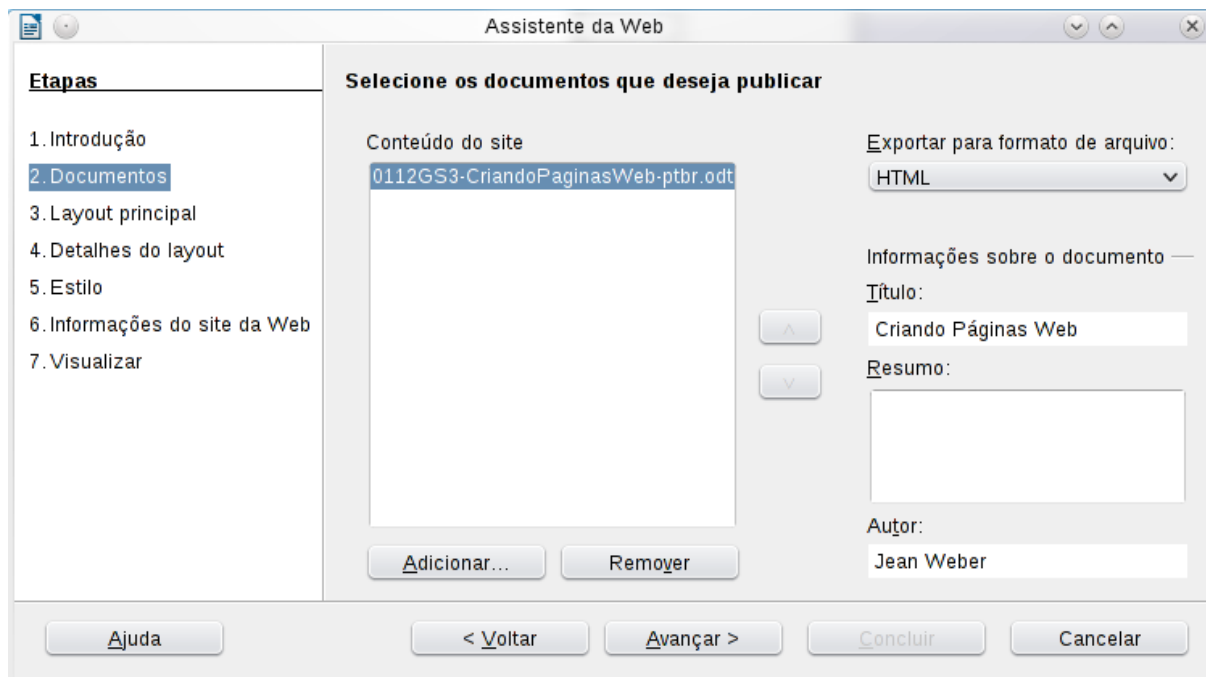 Assistente da Web
Etapas
1. Introdução
2. Documentos
3. Layout principal
4. Detalhes do layout
5. Estilo
6. Informações do site da Web
7. Visualizar
Selecione os documentos que deseja publicar
Conteúdo do site
0112GS3-CriandoPaginasWeb-ptbr.odt
Adicionar...
Remover
Exportar para formato de arquivo:
HTML
Informações sobre o documento
Título:
Criando Páginas Web
Resumo:
Autor:
Jean Weber
Ajuda
< Voltar
Avançar >
Concluir
Cancelar